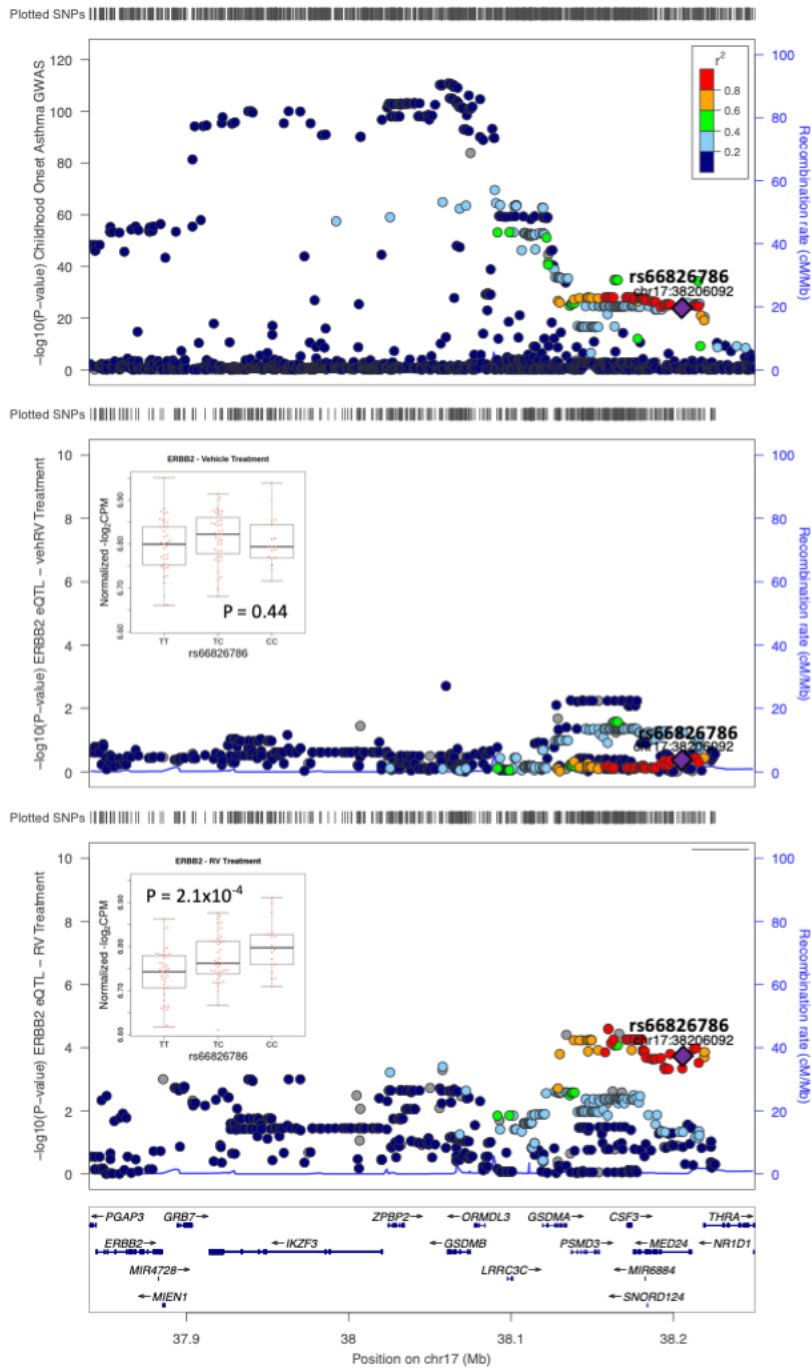 Plotted SNPs
−log10(P-value) Childhood Onset Asthma GWAS
120
100
80
60
40
20
0
r²
0.8
0.6
0.4
0.2
Recombination rate (cM/Mb)
100
80
60
40
20
0
rs66826786
chr17:38206092
Plotted SNPs
−log10(P-value) ERBB2 eQTL − vehRV Treatment
10
8
6
4
2
0
ERBB2 - Vehicle Treatment
Normalized -log2CPM
6.90
6.80
6.70
6.60
P = 0.44
TT TC CC
rs66826786
rs66826786
chr17:38206092
Recombination rate (cM/Mb)
100
80
60
40
20
0
Plotted SNPs
−log10(P-value) ERBB2 eQTL − RV Treatment
10
8
6
4
2
0
ERBB2 - RV Treatment
P = 2.1x10⁻⁴
Normalized -log2CPM
6.90
6.80
6.70
6.60
TT TC CC
rs66826786
rs66826786
chr17:38206092
Recombination rate (cM/Mb)
100
80
60
40
20
0
←PGAP3 GRB7→ ZPBP2→ ←ORMDL3 GSDMA→ CSF3→ THRA→
ERBB2→ ←IKZF3 ←GSDMB PSMD3→ ←MED24 ←NR1D1
MIR4728→ LRRC3C→ ←MIR6884
←MIEN1 ←SNORD124
37.9 38 38.1 38.2
Position on chr17 (Mb)